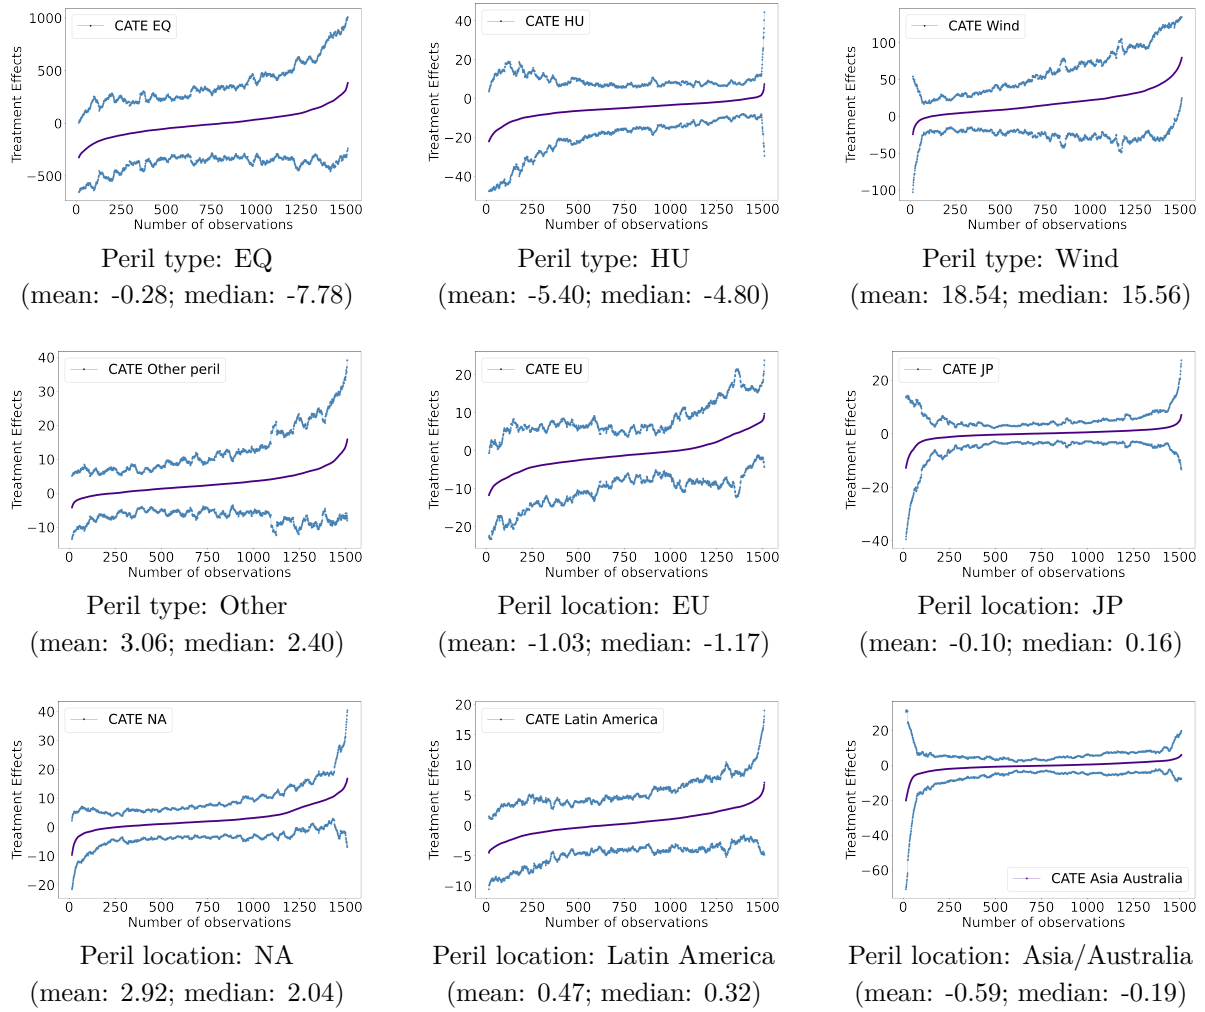 CATE EQ
Treatment Effects
1000
500
0
−500
0 250 500 750 1000 1250 1500
Number of observations
Peril type: EQ
(mean: -0.28; median: -7.78)
CATE HU
Treatment Effects
40
20
0
−20
−40
0 250 500 750 1000 1250 1500
Number of observations
Peril type: HU
(mean: -5.40; median: -4.80)
CATE Wind
Treatment Effects
100
50
0
−50
−100
0 250 500 750 1000 1250 1500
Number of observations
Peril type: Wind
(mean: 18.54; median: 15.56)
CATE Other peril
Treatment Effects
40
30
20
10
0
−10
0 250 500 750 1000 1250 1500
Number of observations
Peril type: Other
(mean: 3.06; median: 2.40)
CATE EU
Treatment Effects
20
10
0
−10
−20
0 250 500 750 1000 1250 1500
Number of observations
Peril location: EU
(mean: -1.03; median: -1.17)
CATE JP
Treatment Effects
20
0
−20
−40
0 250 500 750 1000 1250 1500
Number of observations
Peril location: JP
(mean: -0.10; median: 0.16)
CATE NA
Treatment Effects
40
30
20
10
0
−10
−20
0 250 500 750 1000 1250 1500
Number of observations
Peril location: NA
(mean: 2.92; median: 2.04)
CATE Latin America
Treatment Effects
20
15
10
5
0
−5
−10
0 250 500 750 1000 1250 1500
Number of observations
Peril location: Latin America
(mean: 0.47; median: 0.32)
CATE Asia Australia
Treatment Effects
20
0
−20
−40
−60
0 250 500 750 1000 1250 1500
Number of observations
Peril location: Asia/Australia
(mean: -0.59; median: -0.19)